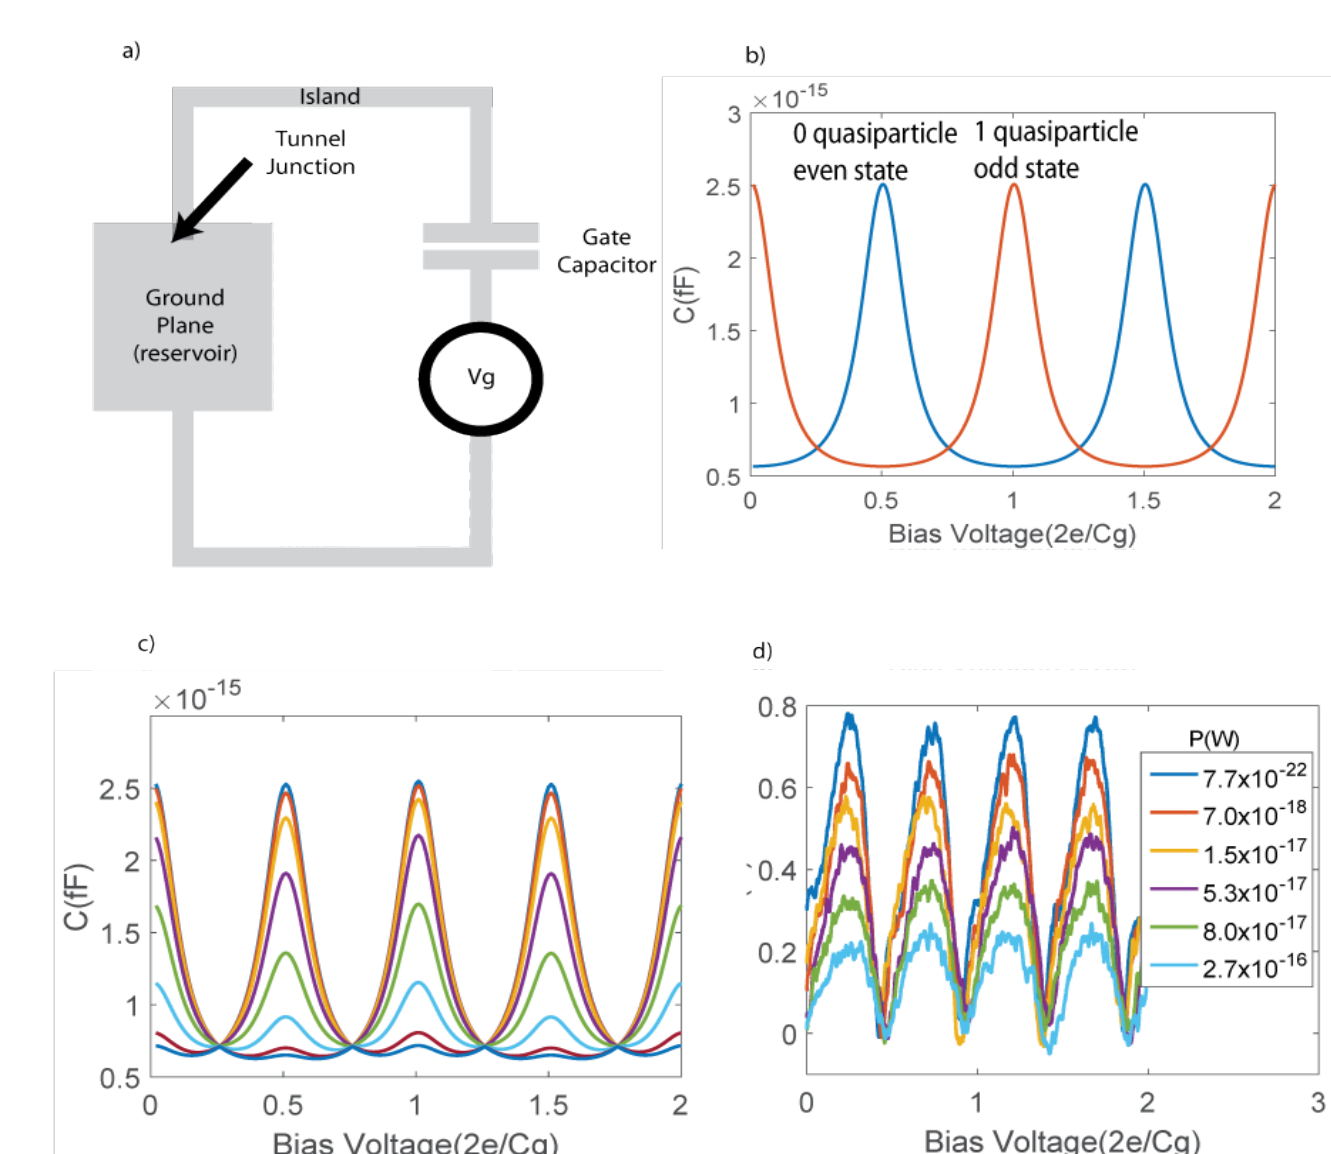 a)
Island
Tunnel
Junction
Ground
Plane
(reservoir)
Gate
Capacitor
Vg
b)
×10-15
0 quasiparticle
even state
1 quasiparticle
odd state
3
2.5
2
1.5
1
0.5
C(fF)
0 0.5 1 1.5 2
Bias Voltage(2e/Cg)
c)
×10-15
2.5
2
1.5
1
0.5
C(fF)
0 0.5 1 1.5 2
Bias Voltage(2e/Cg)
d)
0.8
0.6
0.4
0.2
0
P(W)
7.7x10-22
7.0x10-18
1.5x10-17
5.3x10-17
8.0x10-17
2.7x10-16
0 1 2 3
Bias Voltage(2e/Cg)